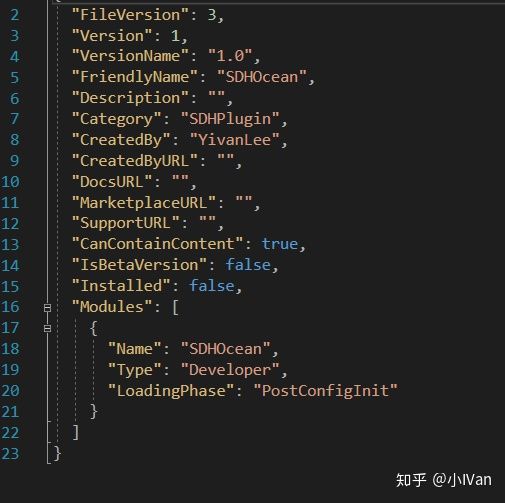 2 "FileVersion": 3,
3 "Version": 1,
4 "VersionName": "1.0",
5 "FriendlyName": "SDHOcean",
6 "Description": "",
7 "Category": "SDHPlugin",
8 "CreatedBy": "YivanLee",
9 "CreatedByURL": "",
10 "DocsURL": "",
11 "MarketplaceURL": "",
12 "SupportURL": "",
13 "CanContainContent": true,
14 "IsBetaVersion": false,
15 "Installed": false,
16 "Modules": [
17 {
18 "Name": "SDHOcean",
19 "Type": "Developer",
20 "LoadingPhase": "PostConfigInit"
21 }
22 ]
23 }
知乎 @小IVan